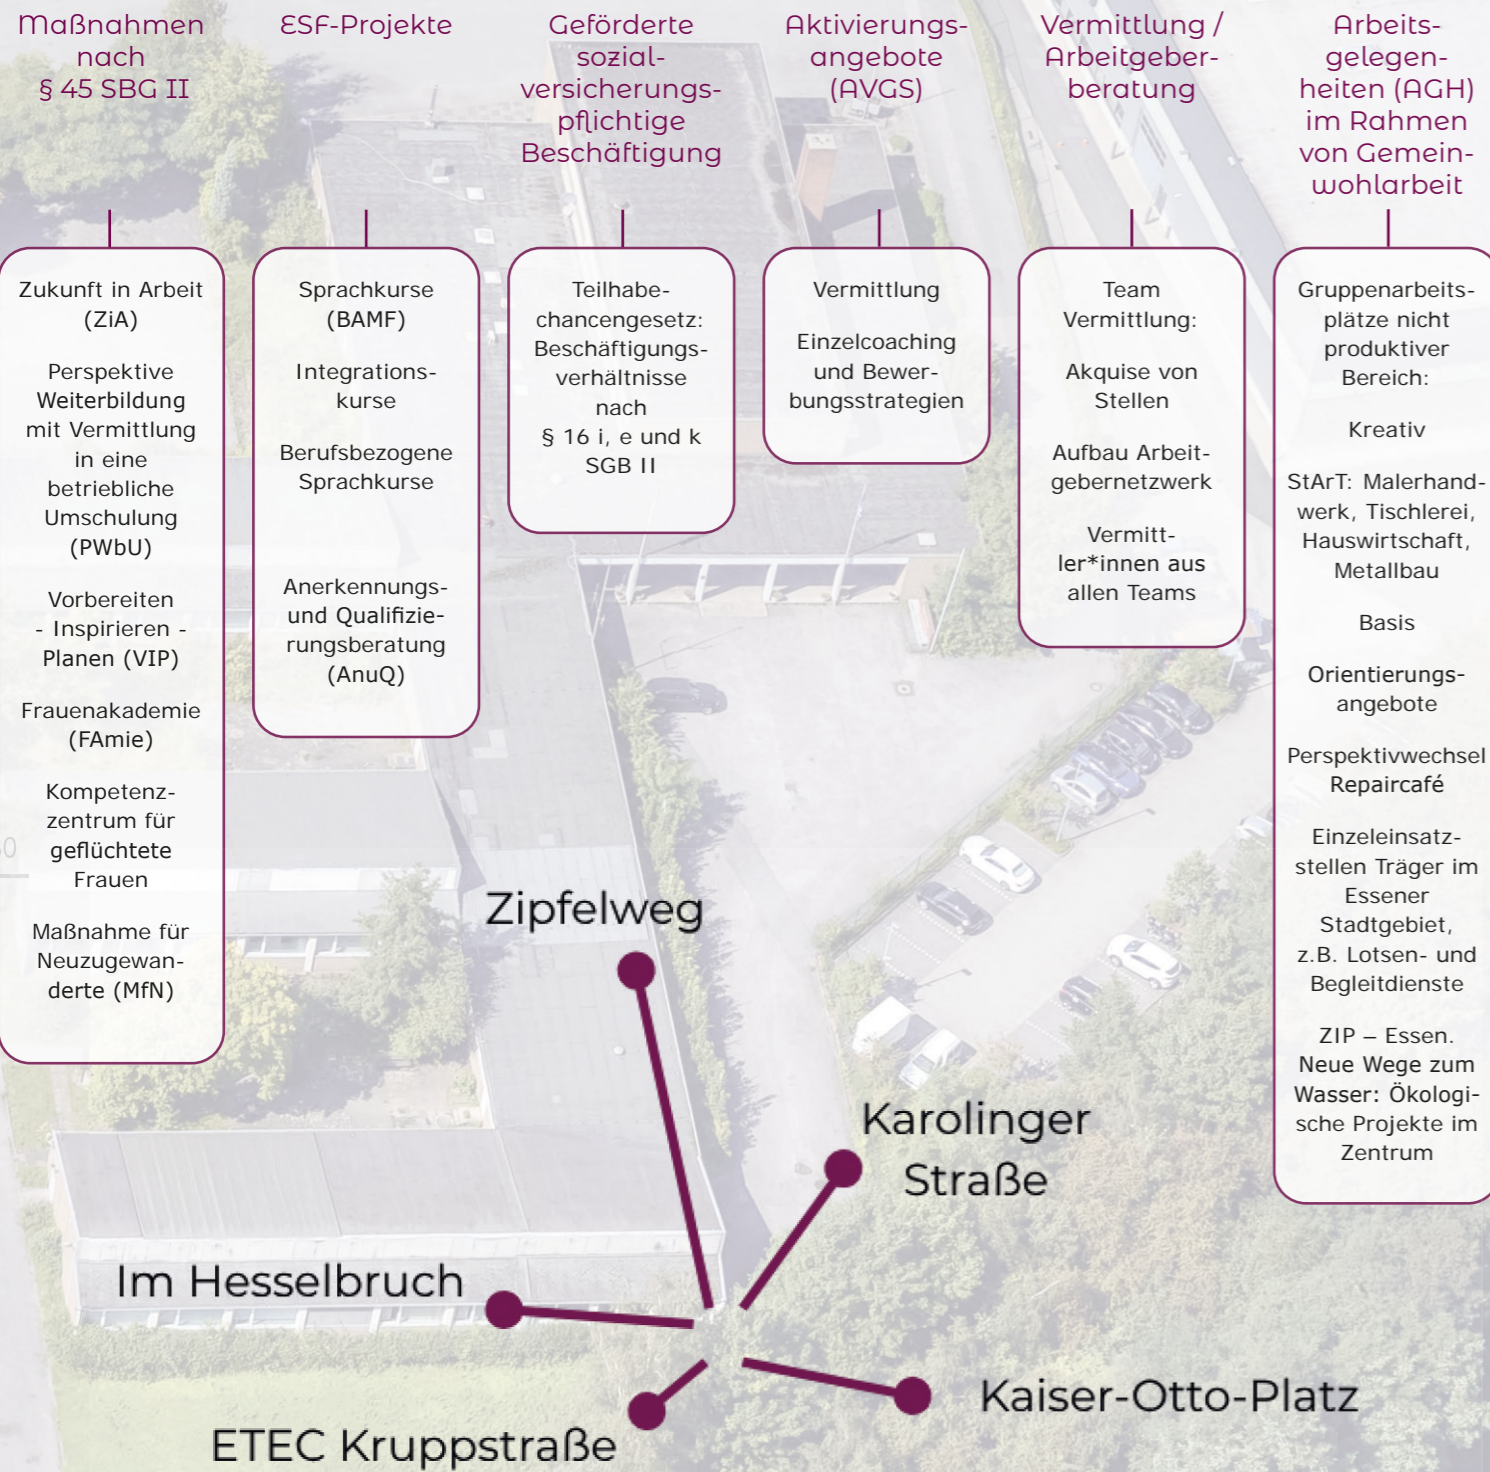 Maßnahmen
nach
§ 45 SBG II
ESF-Projekte
Geförderte
sozial-
versicherungs-
pflichtige
Beschäftigung
Aktivierungs-
angebote
(AVGS)
Vermittlung /
Arbeitgeber-
beratung
Arbeits-
gelegen-
heiten (AGH)
im Rahmen
von Gemein-
wohlarbeit
Zukunft in Arbeit
(ZiA)
Perspektive
Weiterbildung
mit Vermittlung
in eine
betriebliche
Umschulung
(PWbU)
Vorbereiten
- Inspirieren -
Planen (VIP)
Frauenakademie
(FAmie)
Kompetenz-
zentrum für
geflüchtete
Frauen
Maßnahme für
Neuzugewan-
derte (MfN)
Sprachkurse
(BAMF)
Integrations-
kurse
Berufsbezogene
Sprachkurse
Anerkennungs-
und Qualifizie-
rungsberatung
(AnuQ)
Teilhabe-
chancengesetz:
Beschäftigungs-
verhältnisse
nach
§ 16 i, e und k
SGB II
Vermittlung
Einzelcoaching
und Bewer-
bungsstrategien
Team
Vermittlung:
Akquise von
Stellen
Aufbau Arbeit-
gebernetzwerk
Vermitt-
ler*innen aus
allen Teams
Gruppenarbeits-
plätze nicht
produktiver
Bereich:
Kreativ
StArT: Malerhand-
werk, Tischlerei,
Hauswirtschaft,
Metallbau
Basis
Orientierungs-
angebote
Perspektivwechsel
Repaircafé
Einzeleinsatz-
stellen Träger im
Essener
Stadtgebiet,
z.B. Lotsen- und
Begleitdienste
ZIP – Essen.
Neue Wege zum
Wasser: Ökologi-
sche Projekte im
Zentrum
Zipfelweg
Karolinger
Straße
Im Hesselbruch
Kaiser-Otto-Platz
ETEC Kruppstraße